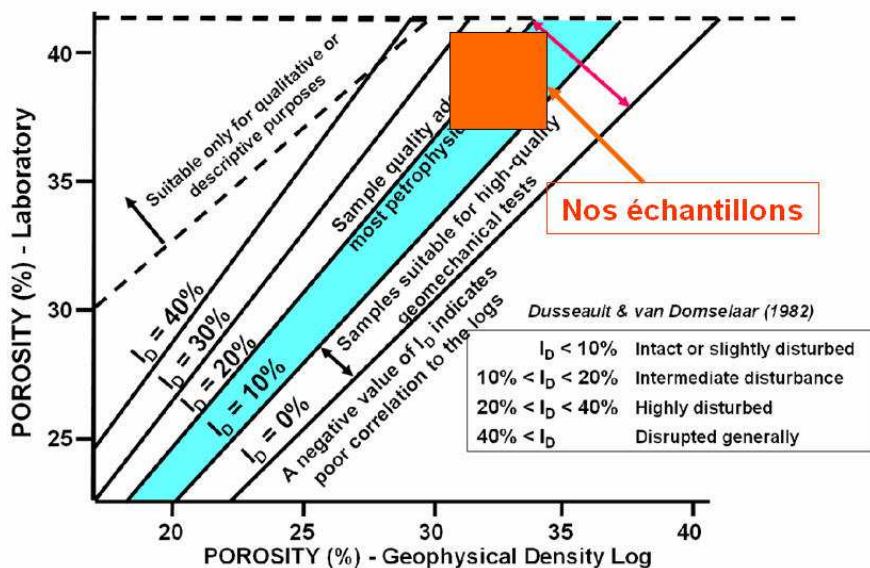 40
35
30
25
POROSITY (%) - Laboratory
20
25
30
35
40
POROSITY (%) - Geophysical Density Log
Suitable only for qualitative or
descriptive purposes
Sample quality
most
Samples suitable for high-quality
geomechanical tests
A negative value of I_D indicates
poor correlation to the logs
I_D = 40%
I_D = 30%
I_D = 20%
I_D = 10%
I_D = 0%
Nos échantillons
Dusseault & van Domselaar (1982)
I_D < 10% Intact or slightly disturbed
10% < I_D < 20% Intermediate disturbance
20% < I_D < 40% Highly disturbed
40% < I_D Disrupted generally